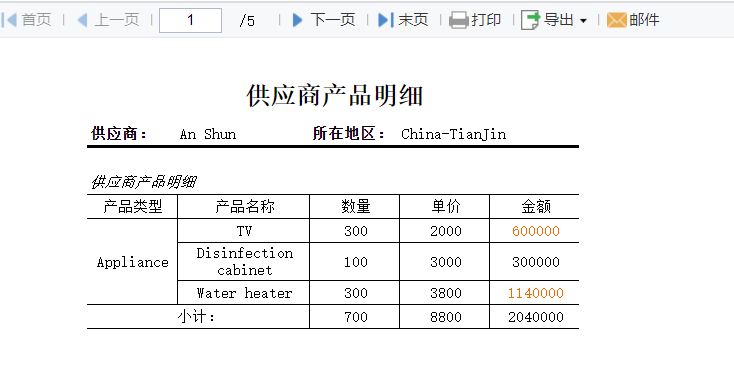 首页 上一页 1 /5 下一页 末页 打印 导出 邮件
供应商产品明细
供应商： An Shun 所在地区： China-TianJin
供应商产品明细
产品类型 产品名称 数量 单价 金额
TV 300 2000 600000
Appliance Disinfection cabinet 100 3000 300000
Water heater 300 3800 1140000
小计： 700 8800 2040000